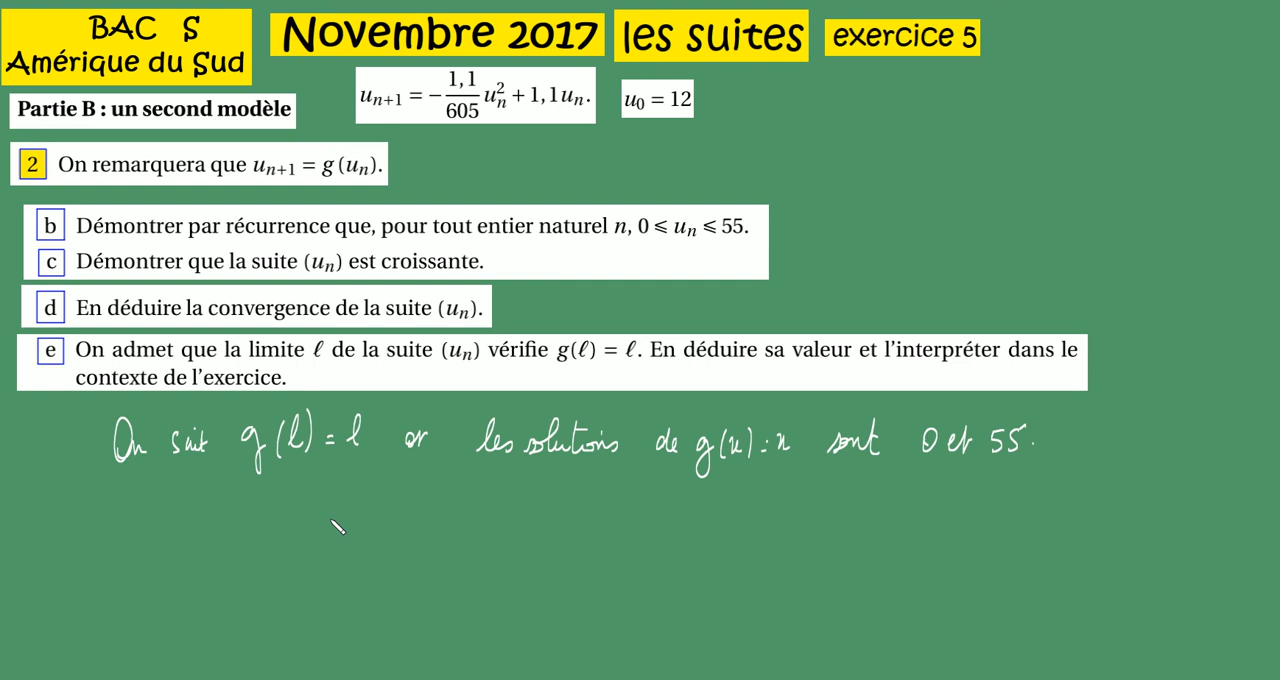 BAC S
Amérique du Sud
Novembre 2017
les suites
exercice 5
Partie B : un second modèle
u_{n+1} = -\frac{1,1}{605}u_n^2 + 1,1u_n.
u_0 = 12
2 On remarquera que u_{n+1} = g(u_n).
b Démontrer par récurrence que, pour tout entier naturel n, 0 ⩽ u_n ⩽ 55.
c Démontrer que la suite (u_n) est croissante.
d En déduire la convergence de la suite (u_n).
e On admet que la limite ℓ de la suite (u_n) vérifie g(ℓ) = ℓ. En déduire sa valeur et l'interpréter dans le
contexte de l'exercice.
On sait g(l) = l or les solutions de g(x) = x sont 0 et 55.